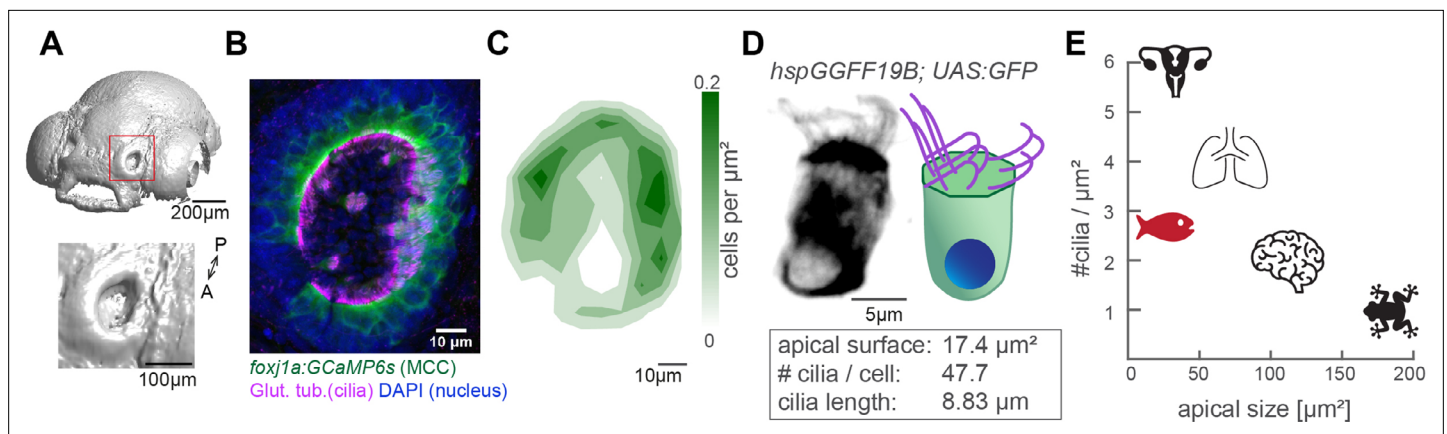 A
200µm
P
A
100µm
B
10 µm
foxj1a:GCaMP6s (MCC)
Glut. tub.(cilia) DAPI (nucleus)
C
0.2
cells per µm²
0
10µm
D
hspGGFF19B; UAS:GFP
5µm
apical surface: 17.4 µm²
# cilia / cell: 47.7
cilia length: 8.83 µm
E
#cilia / µm²
6
5
4
3
2
1
0 50 100 150 200
apical size [µm²]